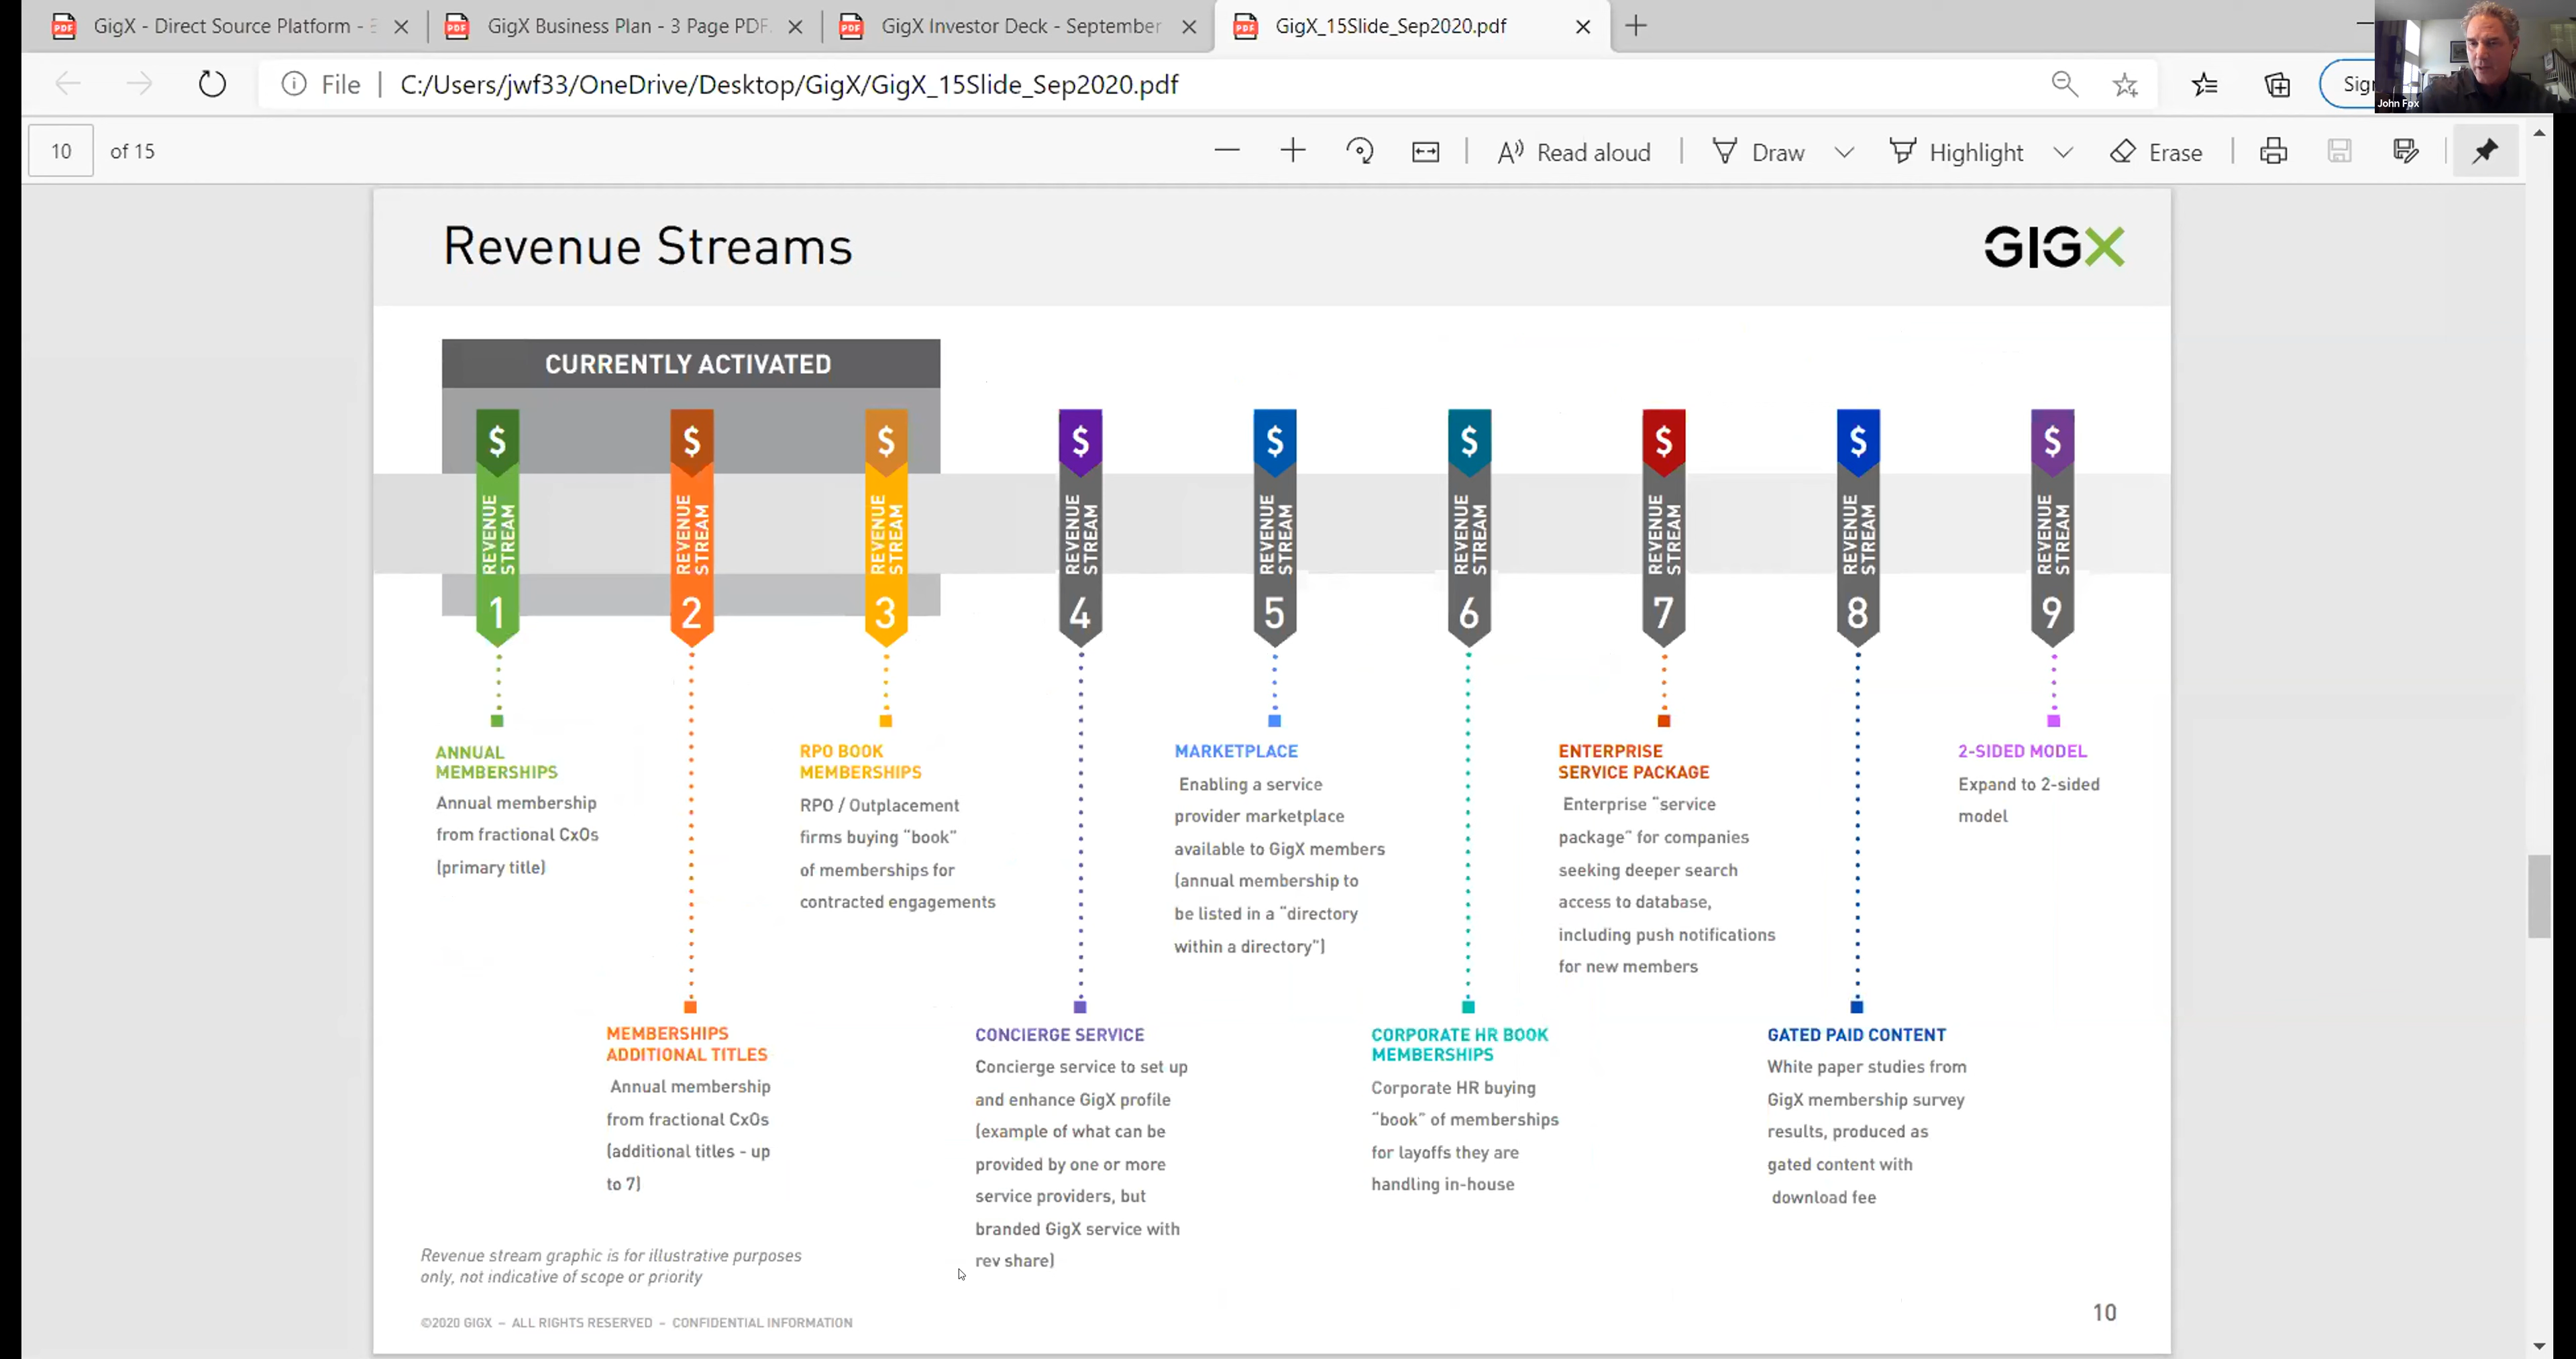 GigX - Direct Source Platform -
GigX Business Plan - 3 Page PDF
GigX Investor Deck - September
GigX_15Slide_Sep2020.pdf
File
C:/Users/jwf33/OneDrive/Desktop/GigX/GigX_15Slide_Sep2020.pdf
Sig
John Fox
10 of 15
Read aloud
Draw
Highlight
Erase
Revenue Streams
GIGX
CURRENTLY ACTIVATED
$ $ $ $ $ $ $ $ $
REVENUE STREAM 1
REVENUE STREAM 2
REVENUE STREAM 3
REVENUE STREAM 4
REVENUE STREAM 5
REVENUE STREAM 6
REVENUE STREAM 7
REVENUE STREAM 8
REVENUE STREAM 9
ANNUAL
MEMBERSHIPS
Annual membership
from fractional CxOs
(primary title)
MEMBERSHIPS
ADDITIONAL TITLES
Annual membership
from fractional CxOs
(additional titles - up
to 7)
RPO BOOK
MEMBERSHIPS
RPO / Outplacement
firms buying "book"
of memberships for
contracted engagements
CONCIERGE SERVICE
Concierge service to set up
and enhance GigX profile
(example of what can be
provided by one or more
service providers, but
branded GigX service with
rev share)
MARKETPLACE
Enabling a service
provider marketplace
available to GigX members
(annual membership to
be listed in a "directory
within a directory")
CORPORATE HR BOOK
MEMBERSHIPS
Corporate HR buying
"book" of memberships
for layoffs they are
handling in-house
ENTERPRISE
SERVICE PACKAGE
Enterprise "service
package" for companies
seeking deeper search
access to database,
including push notifications
for new members
GATED PAID CONTENT
White paper studies from
GigX membership survey
results, produced as
gated content with
download fee
2-SIDED MODEL
Expand to 2-sided
model
Revenue stream graphic is for illustrative purposes
only, not indicative of scope or priority
©2020 GIGX – ALL RIGHTS RESERVED – CONFIDENTIAL INFORMATION
10